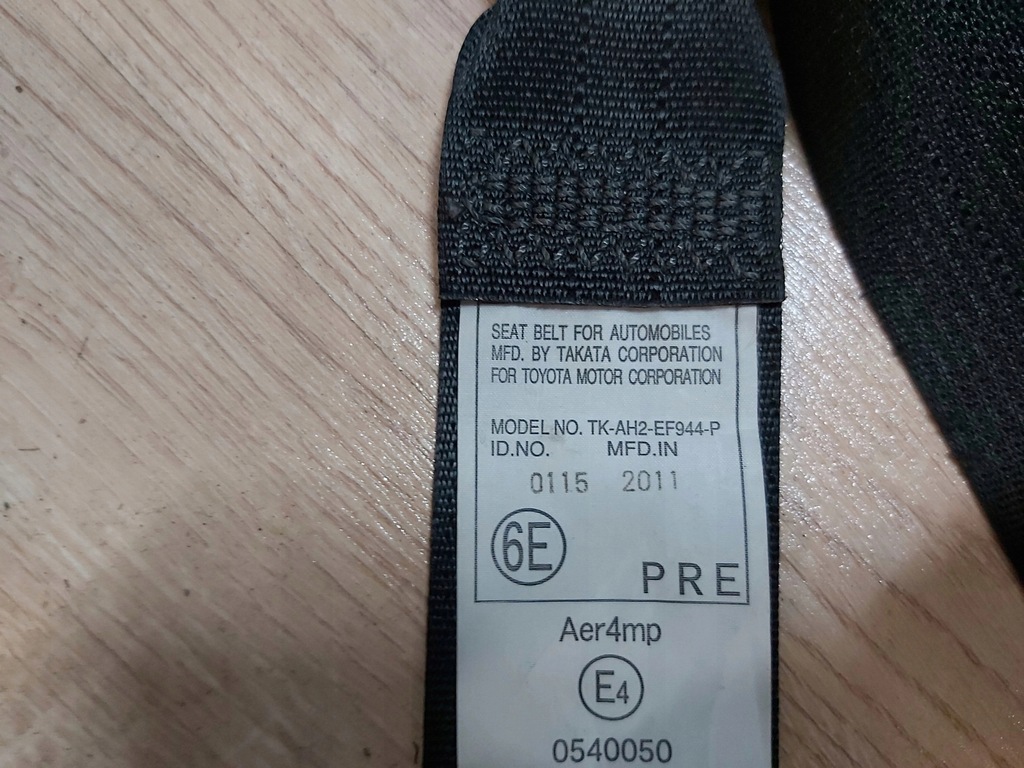 SEAT BELT FOR AUTOMOBILES
MFD. BY TAKATA CORPORATION
FOR TOYOTA MOTOR CORPORATION
MODEL NO. TK-AH2-EF944-P
ID.NO. MFD.IN
0115 2011
6E
PRE
Aer4mp
E4
0540050